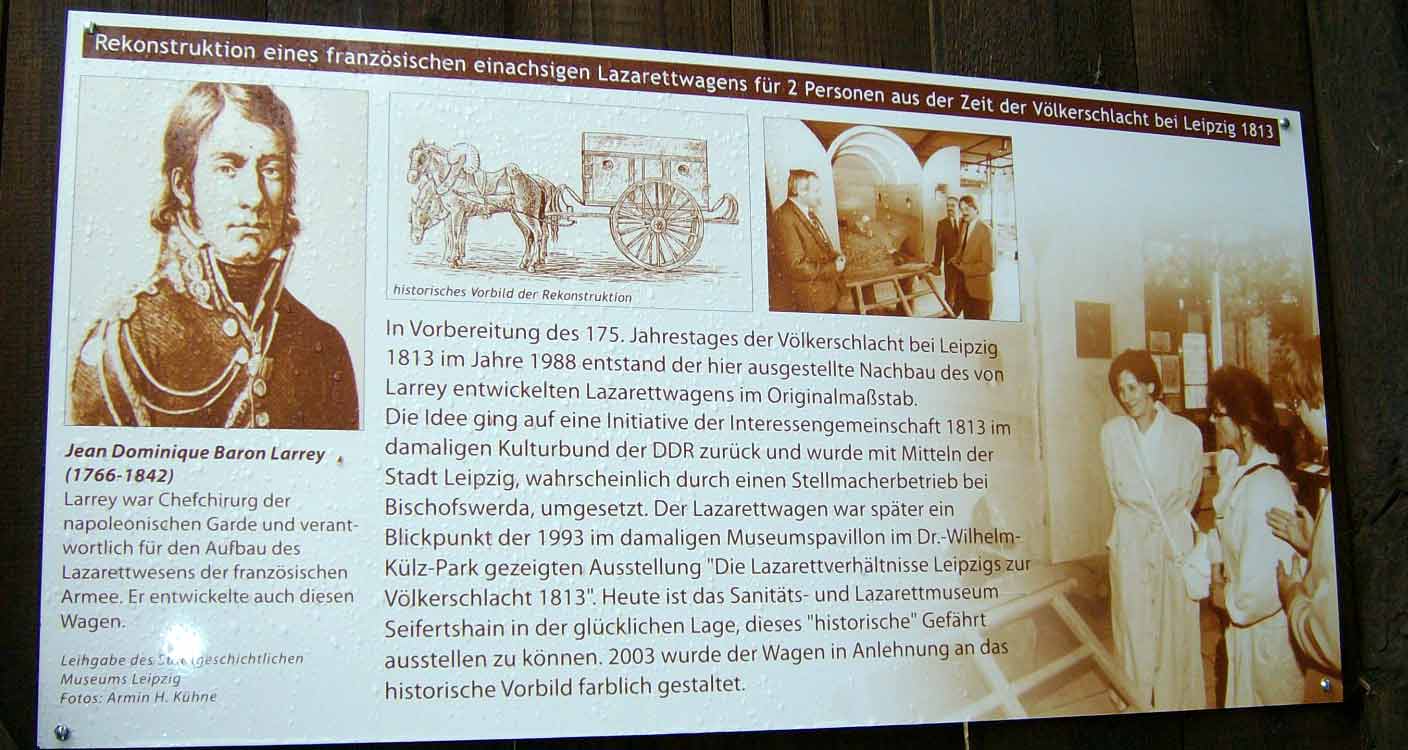 Rekonstruktion eines französischen einachsigen Lazarettwagens für 2 Personen aus der Zeit der Völkerschlacht bei Leipzig 1813
historisches Vorbild der Rekonstruktion
Jean Dominique Baron Larrey
(1766-1842)
Larrey war Chefchirurg der
napoleonischen Garde und verant-
wortlich für den Aufbau des
Lazarettwesens der französischen
Armee. Er entwickelte auch diesen
Wagen.
Leihgabe des Stadtgeschichtlichen
Museums Leipzig
Fotos: Armin H. Kühne
In Vorbereitung des 175. Jahrestages der Völkerschlacht bei Leipzig
1813 im Jahre 1988 entstand der hier ausgestellte Nachbau des von
Larrey entwickelten Lazarettwagens im Originalmaßstab.
Die Idee ging auf eine Initiative der Interessengemeinschaft 1813 im
damaligen Kulturbund der DDR zurück und wurde mit Mitteln der
Stadt Leipzig, wahrscheinlich durch einen Stellmacherbetrieb bei
Bischofswerda, umgesetzt. Der Lazarettwagen war später ein
Blickpunkt der 1993 im damaligen Museumspavillon im Dr.-Wilhelm-
Külz-Park gezeigten Ausstellung "Die Lazarettverhältnisse Leipzigs zur
Völkerschlacht 1813". Heute ist das Sanitäts- und Lazarettmuseum
Seifertshain in der glücklichen Lage, dieses "historische" Gefährt
ausstellen zu können. 2003 wurde der Wagen in Anlehnung an das
historische Vorbild farblich gestaltet.